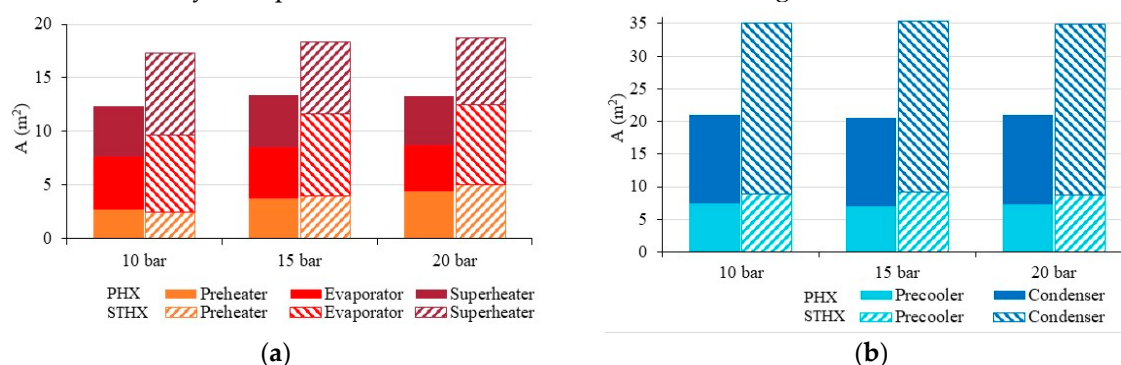 20
15
10
5
0
A (m²)
10 bar 15 bar 20 bar
PHX Preheater Evaporator Superheater
STHX Preheater Evaporator Superheater
(a)
35
30
25
20
15
10
5
0
A (m²)
10 bar 15 bar 20 bar
PHX Precooler Condenser
STHX Precooler Condenser
(b)